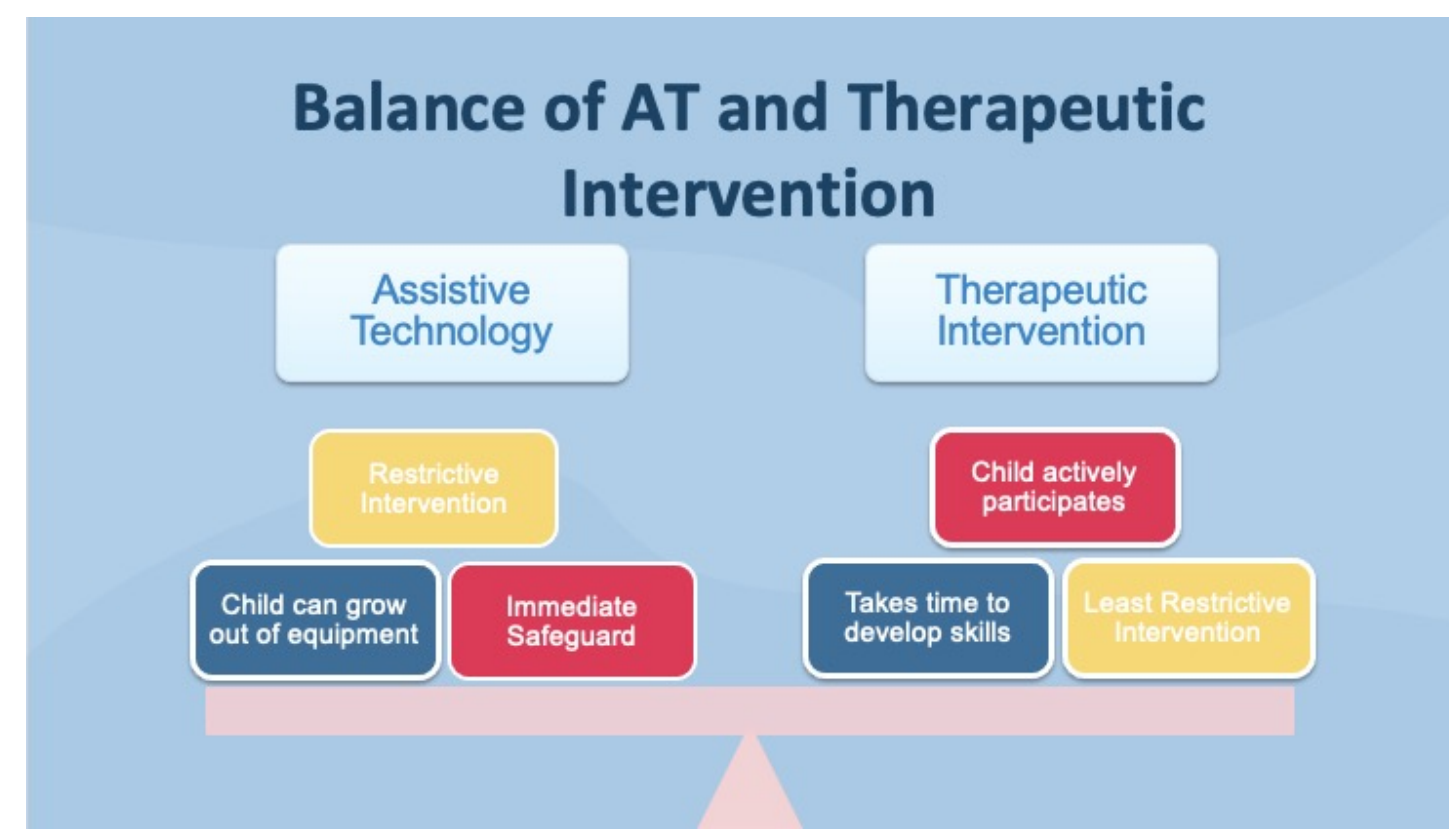 Balance of AT and Therapeutic
Intervention
Assistive
Technology
Therapeutic
Intervention
Restrictive
Intervention
Child can grow
out of equipment
Immediate
Safeguard
Child actively
participates
Takes time to
develop skills
Least Restrictive
Intervention